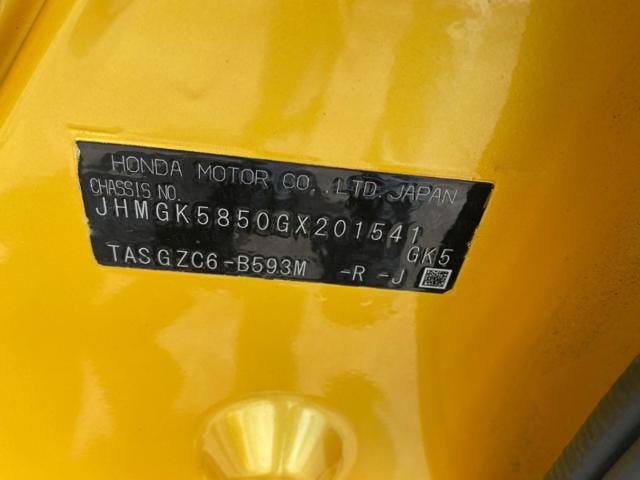 HONDA MOTOR CO.,LTD.JAPAN
CHASSIS NO.
JHMGK5850GX201541
GK5
TASGZC6-B593M -R -J